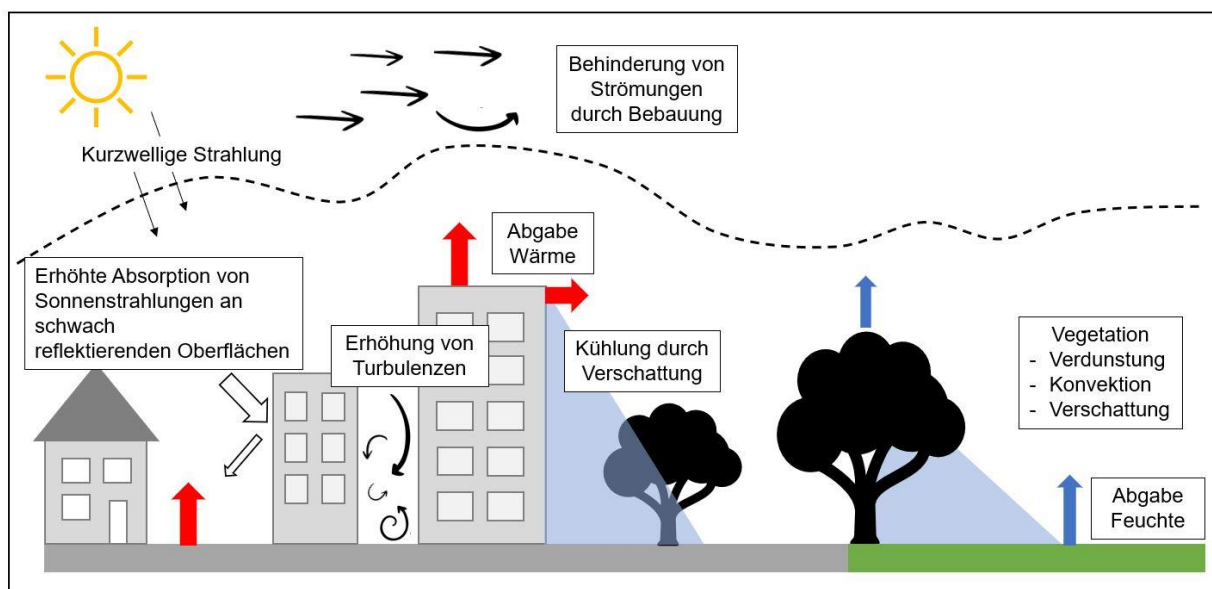 Behinderung von
Strömungen
durch Bebauung
Kurzwellige Strahlung
Abgabe
Wärme
Erhöhte Absorption von
Sonnenstrahlungen an
schwach
reflektierenden Oberflächen
Erhöhung von
Turbulenzen
Kühlung durch
Verschattung
Vegetation
- Verdunstung
- Konvektion
- Verschattung
Abgabe
Feuchte